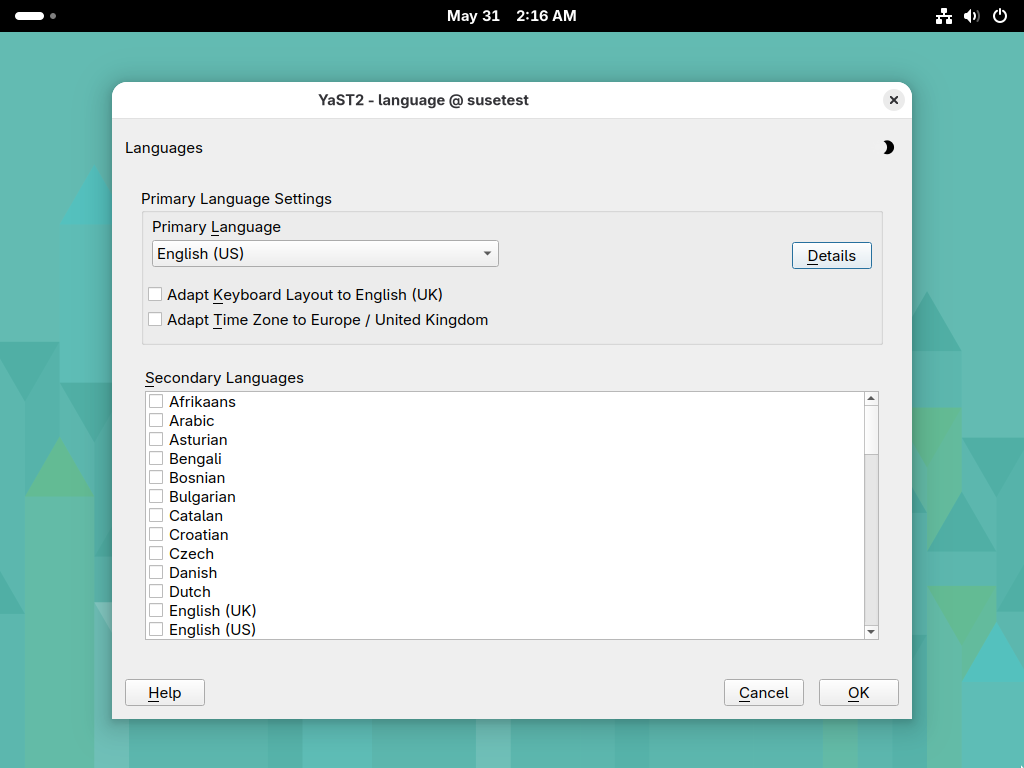 May 31 2:16 AM
YaST2 - language @ susetest
Languages
Primary Language Settings
Primary Language
English (US)
Details
Adapt Keyboard Layout to English (UK)
Adapt Time Zone to Europe / United Kingdom
Secondary Languages
Afrikaans
Arabic
Asturian
Bengali
Bosnian
Bulgarian
Catalan
Croatian
Czech
Danish
Dutch
English (UK)
English (US)
Help
Cancel
OK